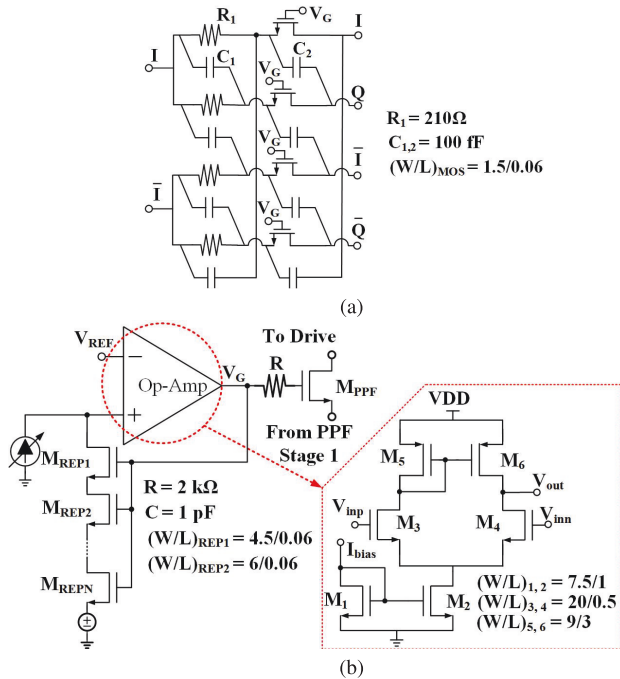 R1 VG I
I C1 C2
VG
Q
R1 = 210Ω
C1,2 = 100 fF
(W/L)MOS = 1.5/0.06
VG
I̅
I̅
VG
Q̅
(a)
VREF
Op-Amp
VG
R
To Drive
MPPF
From PPF
Stage 1
MREP1
MREP2
MREPN
R = 2 kΩ
C = 1 pF
(W/L)REP1 = 4.5/0.06
(W/L)REP2 = 6/0.06
VDD
M5 M6
Vout
Vinp Vinn
M3 M4
Ibias
M1 M2
(W/L)1, 2 = 7.5/1
(W/L)3, 4 = 20/0.5
(W/L)5, 6 = 9/3
(b)